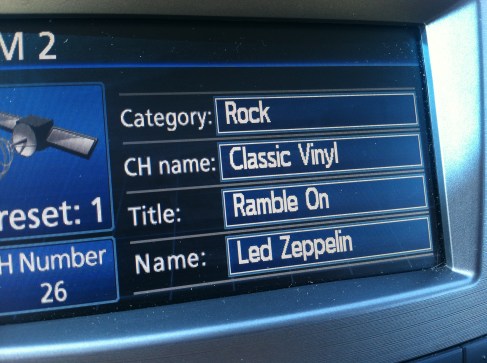 M 2
Category: Rock
CH name: Classic Vinyl
Title: Ramble On
Name: Led Zeppelin
reset: 1
H Number
26